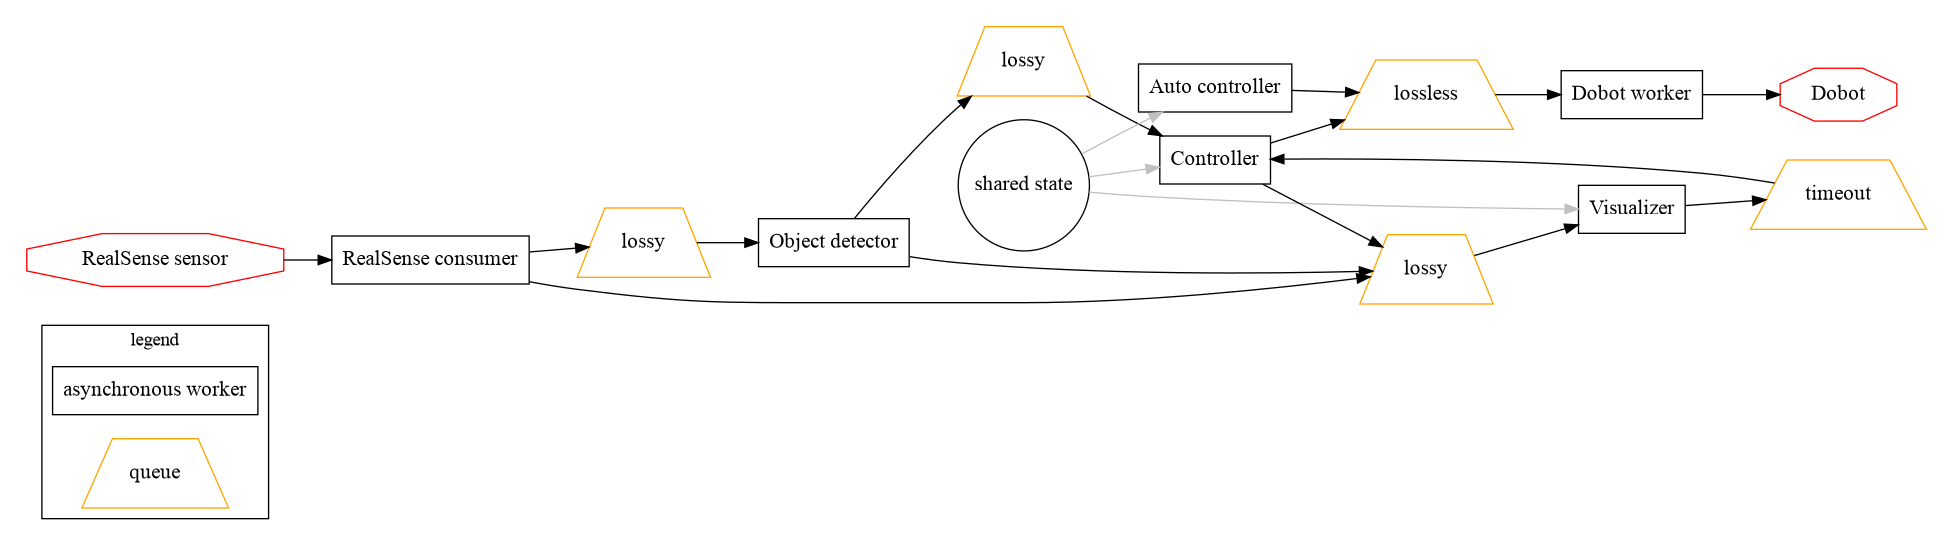 lossy
Auto controller
lossless
Dobot worker
Dobot
Controller
shared state
timeout
Visualizer
lossy
Object detector
RealSense sensor
RealSense consumer
lossy
legend
asynchronous worker
queue